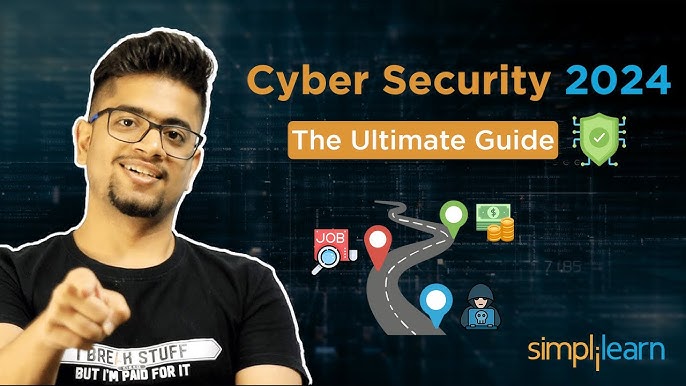 Cyber Security 2024
The Ultimate Guide
JOB
I BREAK STUFF
BUT I'M PAID FOR IT
simplilearn